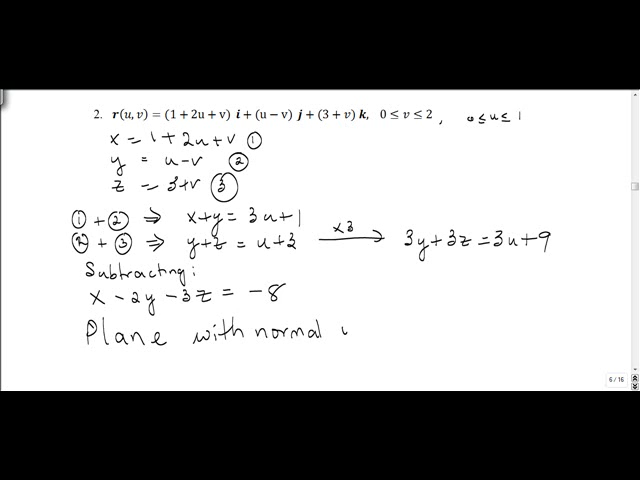 2. r(u, v) = (1 + 2u + v) i + (u – v) j + (3 + v) k, 0 ≤ v ≤ 2 , 0 ≤ u ≤ 1
x = 1 + 2u + v ①
y = u - v ②
z = 3+v ③
① + ② ⇒ x+y = 3u+1
② + ③ ⇒ y+z = u+3 ×3 → 3y+3z = 3u+9
Subtracting:
x - 2y - 3z = -8
Plane with normal
6 / 16